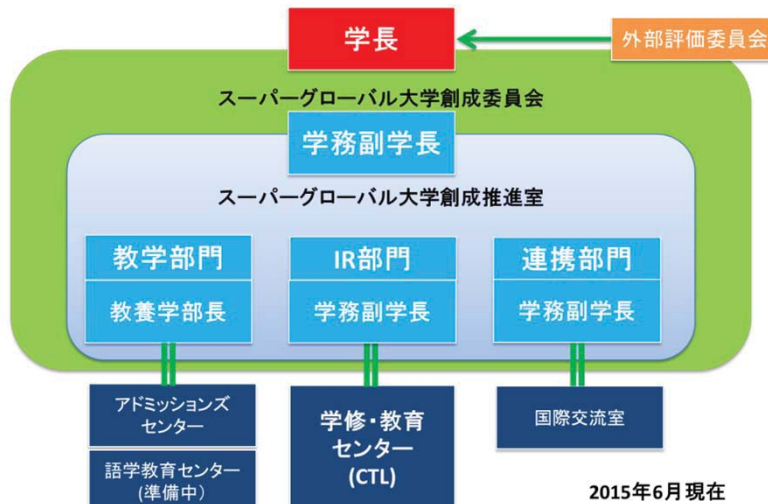 学長
外部評価委員会
スーパーグローバル大学創成委員会
学務副学長
スーパーグローバル大学創成推進室
教学部門
教養学部長
IR部門
学務副学長
連携部門
学務副学長
アドミッションズ
センター
語学教育センター
(準備中)
学修・教育
センター
(CTL)
国際交流室
2015年6月現在